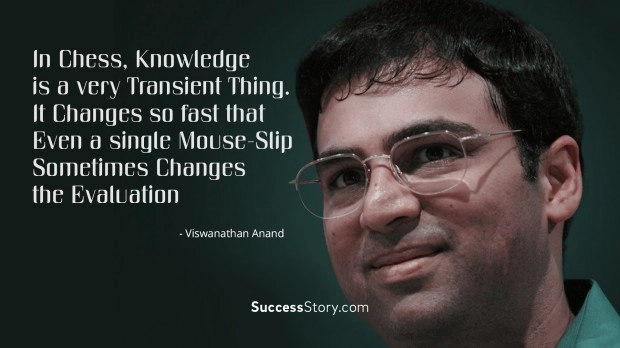 In Chess, Knowledge
is a very Transient Thing.
It Changes so fast that
Even a single Mouse-Slip
Sometimes Changes
the Evaluation
- Viswanathan Anand
SuccessStory.com